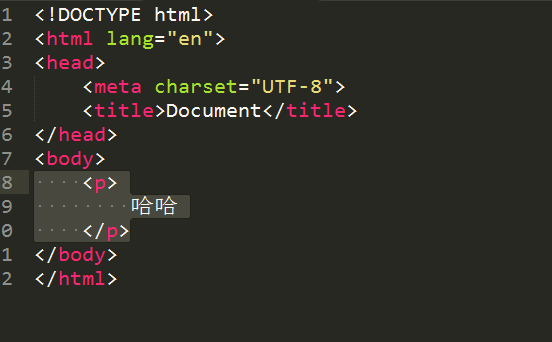 1 <!DOCTYPE html>
2 <html lang="en">
3 <head>
4     <meta charset="UTF-8">
5     <title>Document</title>
6 </head>
7 <body>
8     <p>
9         哈哈
0     </p>
1 </body>
2 </html>